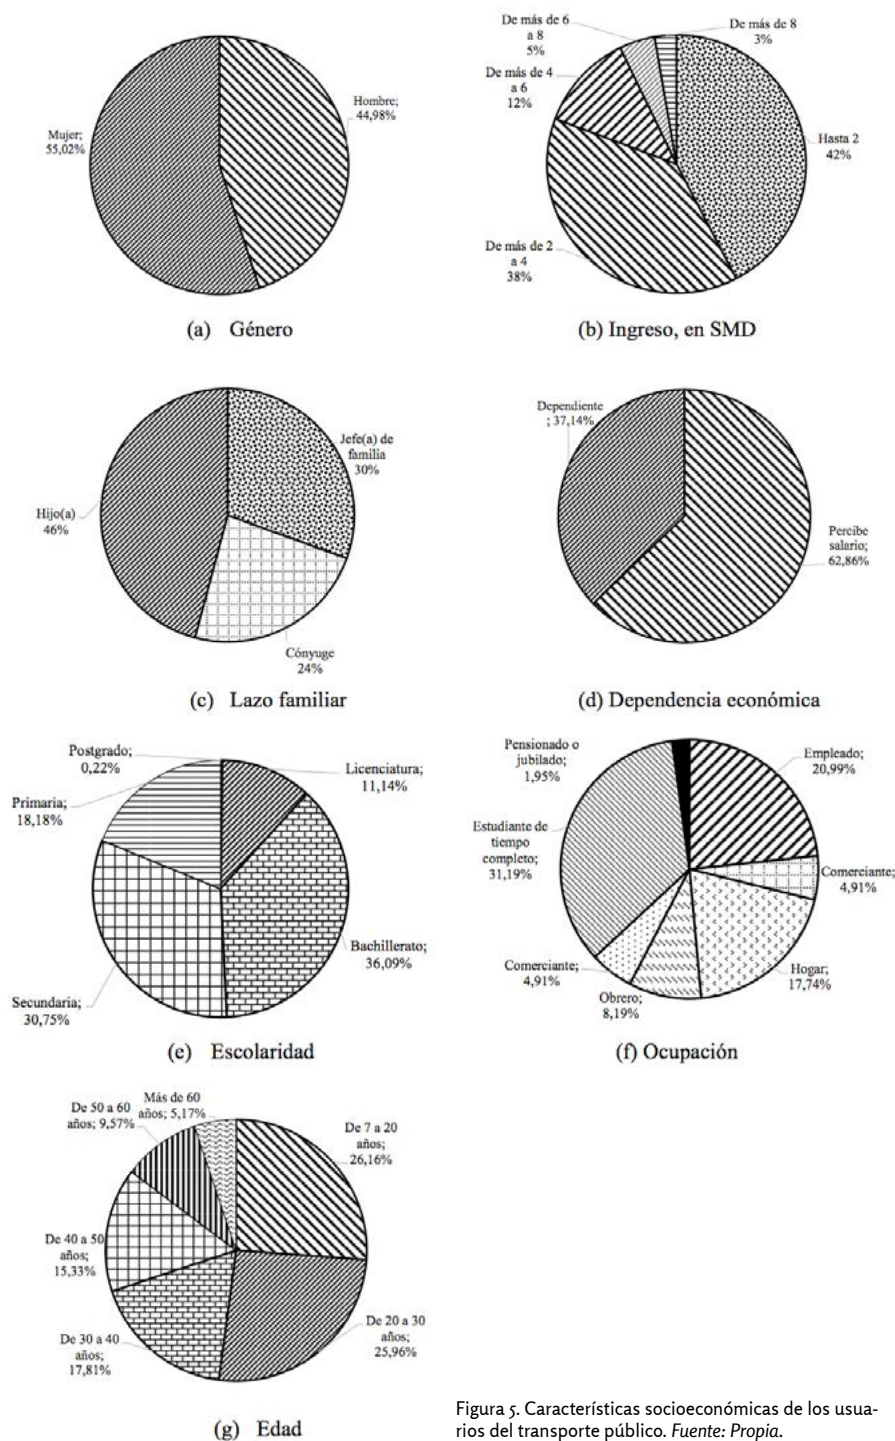 Mujer;
55,02%
Hombre;
44,98%
(a) Género
De más de 6
a 8
5%
De más de 8
3%
De más de 4
a 6
12%
Hasta 2
42%
De más de 2
a 4
38%
(b) Ingreso, en SMD
Jefe(a) de
familia
30%
Hijo(a)
46%
Cónyuge
24%
(c) Lazo familiar
Dependiente
; 37,14%
Percibe
salario;
62,86%
(d) Dependencia económica
Postgrado;
0,22%
Licenciatura;
11,14%
Primaria;
18,18%
Bachillerato;
36,09%
Secundaria;
30,75%
(e) Escolaridad
Pensionado o
jubilado;
1,95%
Empleado;
20,99%
Estudiante de
tiempo
completo;
31,19%
Comerciante;
4,91%
Comerciante;
4,91%
Hogar;
17,74%
Obrero;
8,19%
(f) Ocupación
De 50 a 60
años; 9,57%
Más de 60
años; 5,17%
De 7 a 20
años;
26,16%
De 40 a 50
años;
15,33%
De 30 a 40
años;
17,81%
De 20 a 30
años;
25,96%
(g) Edad
Figura 5. Características socioeconómicas de los usua-
rios del transporte público. Fuente: Propia.